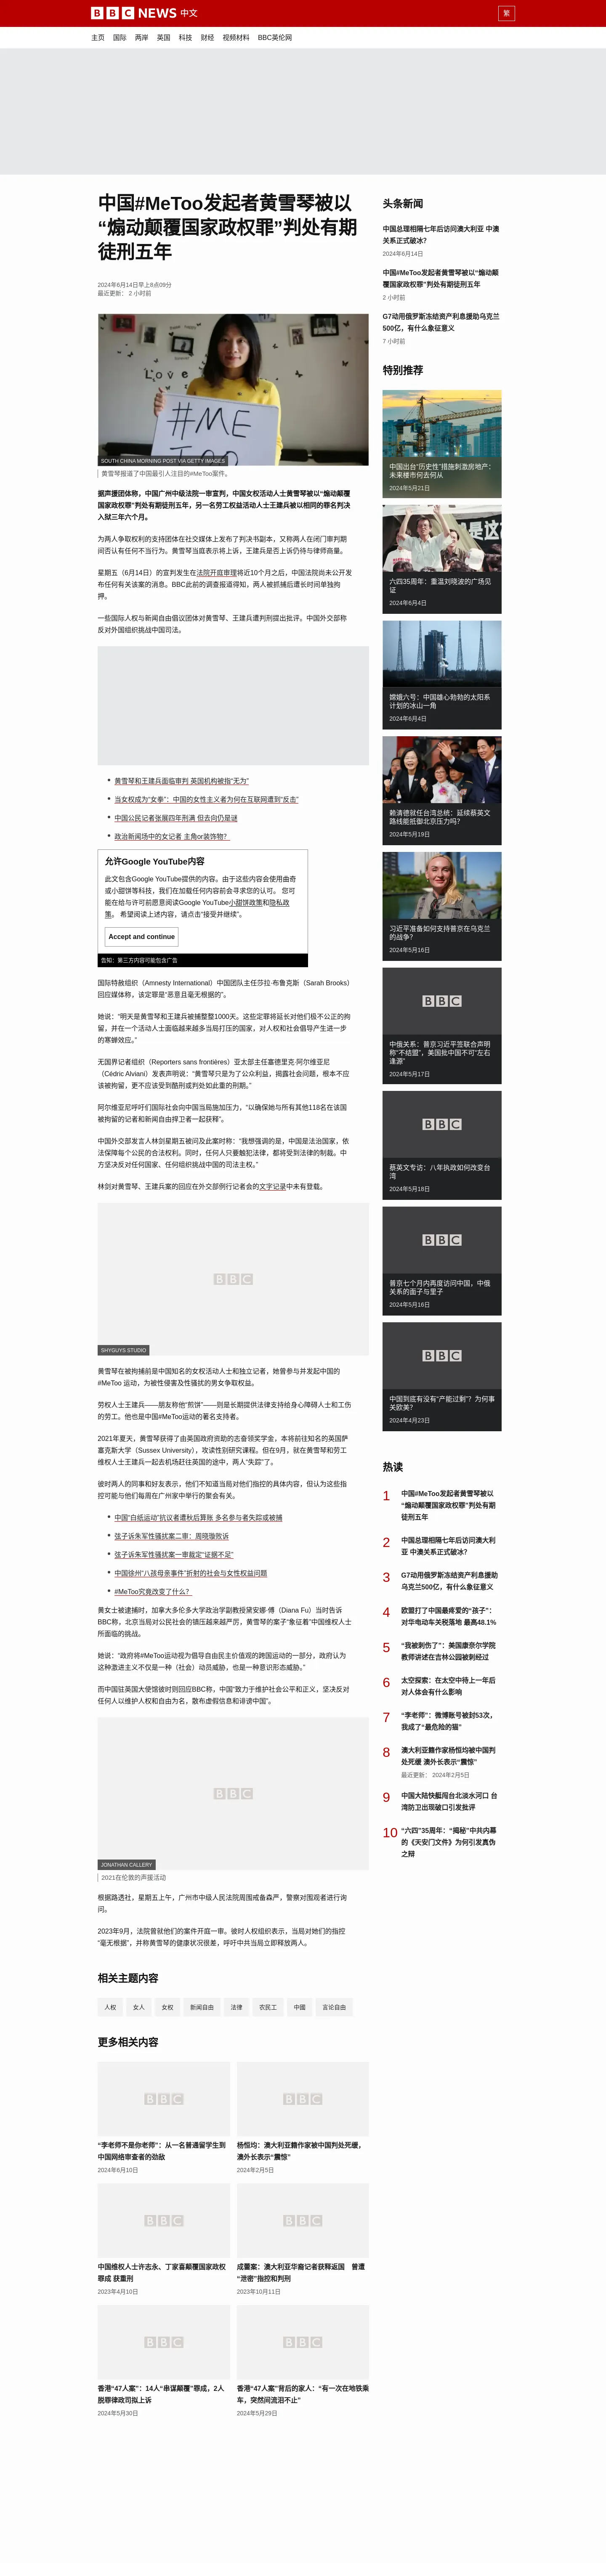 BBC NEWS 中文
繁
主页 国际 两岸 英国 科技 财经 视频材料 BBC英伦网
中国#MeToo发起者黄雪琴被以
“煽动颠覆国家政权罪”判处有期
徒刑五年
2024年6月14日早上8点09分
最近更新： 2 小时前
#ME TOO
SOUTH CHINA MORNING POST VIA GETTY IMAGES
黄雪琴报道了中国最引人注目的#MeToo案件。
据声援团体称，中国广州中级法院一审宣判，中国女权活动人士黄雪琴被以“煽动颠覆
国家政权罪”判处有期徒刑五年，另一名劳工权益活动人士王建兵被以相同的罪名判决
入狱三年六个月。
为两人争取权利的支持团体在社交媒体上发布了判决书副本，又称两人在闭门审判期
间否认有任何不当行为。黄雪琴当庭表示将上诉，王建兵是否上诉仍待与律师商量。
星期五（6月14日）的宣判发生在法院开庭审理将近10个月之后，中国法院尚未公开发
布任何有关该案的消息。BBC此前的调查报道得知，两人被抓捕后遭长时间单独拘
押。
一些国际人权与新闻自由倡议团体对黄雪琴、王建兵遭判刑提出批评。中国外交部称
反对外国组织挑战中国司法。
黄雪琴和王建兵面临审判 英国机构被指“无为”
当女权成为“女拳”：中国的女性主义者为何在互联网遭到“反击”
中国公民记者张展四年刑满 但去向仍是谜
政治新闻场中的女记者 主角or装饰物？
允许Google YouTube内容
此文包含Google YouTube提供的内容。由于这些内容会使用曲奇
或小甜饼等科技，我们在加载任何内容前会寻求您的认可。 您可
能在给与许可前愿意阅读Google YouTube小甜饼政策和隐私政
策。 希望阅读上述内容，请点击“接受并继续”。
Accept and continue
告知：第三方内容可能包含广告
国际特赦组织（Amnesty International）中国团队主任莎拉·布鲁克斯（Sarah Brooks）
回应媒体称，该定罪是“恶意且毫无根据的”。
她说：“明天是黄雪琴和王建兵被捕整整1000天。这些定罪将延长对他们极不公正的拘
留，并在一个活动人士面临越来越多当局打压的国家，对人权和社会倡导产生进一步
的寒蝉效应。”
无国界记者组织（Reporters sans frontières）亚太部主任塞德里克·阿尔维亚尼
（Cédric Alviani）发表声明说：“黄雪琴只是为了公众利益，揭露社会问题，根本不应
该被拘留，更不应该受到酷刑或判处如此重的刑期。”
阿尔维亚尼呼吁们国际社会向中国当局施加压力，“以确保她与所有其他118名在该国
被拘留的记者和新闻自由捍卫者一起获释”。
中国外交部发言人林剑星期五被问及此案时称：“我想强调的是，中国是法治国家，依
法保障每个公民的合法权利。同时，任何人只要触犯法律，都将受到法律的制裁。中
方坚决反对任何国家、任何组织挑战中国的司法主权。”
林剑对黄雪琴、王建兵案的回应在外交部例行记者会的文字记录中未有登载。
BBC
SHYGUYS STUDIO
黄雪琴在被拘捕前是中国知名的女权活动人士和独立记者，她曾参与并发起中国的
#MeToo 运动，为被性侵害及性骚扰的男女争取权益。
劳权人士王建兵——朋友称他“煎饼”——则是长期提供法律支持给身心障碍人士和工伤
的劳工。他也是中国#MeToo运动的著名支持者。
2021年夏天，黄雪琴获得了由英国政府资助的志奋领奖学金，本将前往知名的英国萨
塞克斯大学（Sussex University），攻读性别研究课程。但在9月，就在黄雪琴和劳工
维权人士王建兵一起去机场赶往英国的途中，两人“失踪”了。
彼时两人的同事和好友表示，他们不知道当局对他们指控的具体内容，但认为这些指
控可能与他们每周在广州家中举行的聚会有关。
中国“白纸运动”抗议者遭秋后算账 多名参与者失踪或被捕
弦子诉朱军性骚扰案二审：周晓璇败诉
弦子诉朱军性骚扰案一审裁定“证据不足”
中国徐州“八孩母亲事件”折射的社会与女性权益问题
#MeToo究竟改变了什么？
黄女士被逮捕时，加拿大多伦多大学政治学副教授黛安娜·傅（Diana Fu）当时告诉
BBC称，北京当局对公民社会的镇压越来越严厉，黄雪琴的案子“象征着”中国维权人士
所面临的挑战。
她说：“政府将#MeToo运动视为倡导自由民主价值观的跨国运动的一部分，政府认为
这种激进主义不仅是一种（社会）动员威胁，也是一种意识形态威胁。”
而中国驻英国大使馆彼时则回应BBC称，中国“致力于维护社会公平和正义，坚决反对
任何人以维护人权和自由为名，散布虚假信息和诽谤中国”。
BBC
JONATHAN CALLERY
2021在伦敦的声援活动
根据路透社，星期五上午，广州市中级人民法院周围戒备森严，警察对围观者进行询
问。
2023年9月，法院曾就他们的案件开庭一审。彼时人权组织表示，当局对她们的指控
“毫无根据”，并称黄雪琴的健康状况很差，呼吁中共当局立即释放两人。
相关主题内容
人权 女人 女权 新闻自由 法律 农民工 中國 言论自由
更多相关内容
BBC
“李老师不是你老师”：从一名普通留学生到
中国网络审查者的劲敌
2024年6月10日
BBC
杨恒均：澳大利亚籍作家被中国判处死缓，
澳外长表示“震惊”
2024年2月5日
BBC
中国维权人士许志永、丁家喜颠覆国家政权
罪成 获重刑
2023年4月10日
BBC
成蕾案：澳大利亚华裔记者获释返国 曾遭
“泄密”指控和判刑
2023年10月11日
BBC
香港“47人案”：14人“串谋颠覆”罪成，2人
脱罪律政司拟上诉
2024年5月30日
BBC
香港“47人案”背后的家人：“有一次在地铁乘
车，突然间流泪不止”
2024年5月29日
头条新闻
中国总理相隔七年后访问澳大利亚 中澳
关系正式破冰？
2024年6月14日
中国#MeToo发起者黄雪琴被以“煽动颠
覆国家政权罪”判处有期徒刑五年
2 小时前
G7动用俄罗斯冻结资产利息援助乌克兰
500亿，有什么象征意义
7 小时前
特别推荐
中国出台“历史性”措施刺激房地产：
未来楼市何去何从
2024年5月21日
六四35周年：重温刘晓波的广场见
证
2024年6月4日
嫦娥六号：中国雄心勃勃的太阳系
计划的冰山一角
2024年6月4日
赖清德就任台湾总统：延续蔡英文
路线能抵御北京压力吗？
2024年5月19日
习近平准备如何支持普京在乌克兰
的战争？
2024年5月16日
BBC
中俄关系：普京习近平签联合声明
称“不结盟”，美国批中国不可“左右
逢源”
2024年5月17日
BBC
蔡英文专访：八年执政如何改变台
湾
2024年5月18日
BBC
普京七个月内再度访问中国，中俄
关系的面子与里子
2024年5月16日
BBC
中国到底有没有“产能过剩”？为何事
关欧美？
2024年4月23日
热读
1 中国#MeToo发起者黄雪琴被以
“煽动颠覆国家政权罪”判处有期
徒刑五年
2 中国总理相隔七年后访问澳大利
亚 中澳关系正式破冰？
3 G7动用俄罗斯冻结资产利息援助
乌克兰500亿，有什么象征意义
4 欧盟打了中国最疼爱的“孩子”：
对华电动车关税落地 最高48.1%
5 “我被刺伤了”：美国康奈尔学院
教师讲述在吉林公园被刺经过
6 太空探索：在太空中待上一年后
对人体会有什么影响
7 “李老师”：微博账号被封53次，
我成了“最危险的猫”
8 澳大利亚籍作家杨恒均被中国判
处死缓 澳外长表示“震惊”
最近更新： 2024年2月5日
9 中国大陆快艇闯台北淡水河口 台
湾防卫出现破口引发批评
10 “六四”35周年：“揭秘”中共内幕
的《天安门文件》为何引发真伪
之辩